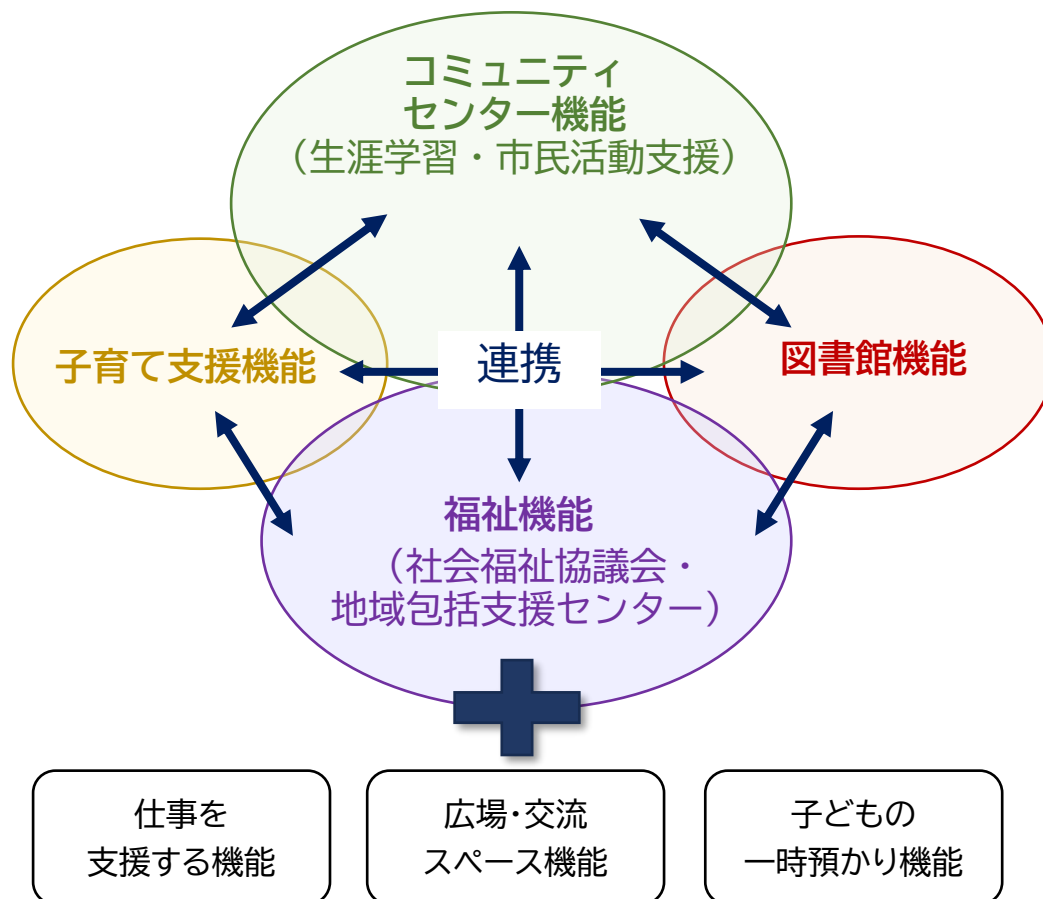 コミュニティ
センター機能
（生涯学習・市民活動支援）
子育て支援機能
連携
図書館機能
福祉機能
（社会福祉協議会・
地域包括支援センター）
仕事を
支援する機能
広場・交流
スペース機能
子どもの
一時預かり機能